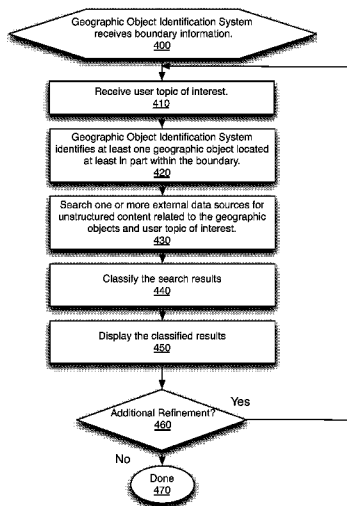 Geographic Object Identification System
receives boundary information.
400
Receive user topic of interest.
410
Geographic Object Identification System
identifies at least one geographic object located
at least in part within the boundary.
420
Search one or more external data sources for
unstructured content related to the geographic
objects and user topic of interest.
430
Classify the search results
440
Display the classified results
450
Additional Refinement?
460
Yes
No
Done
470